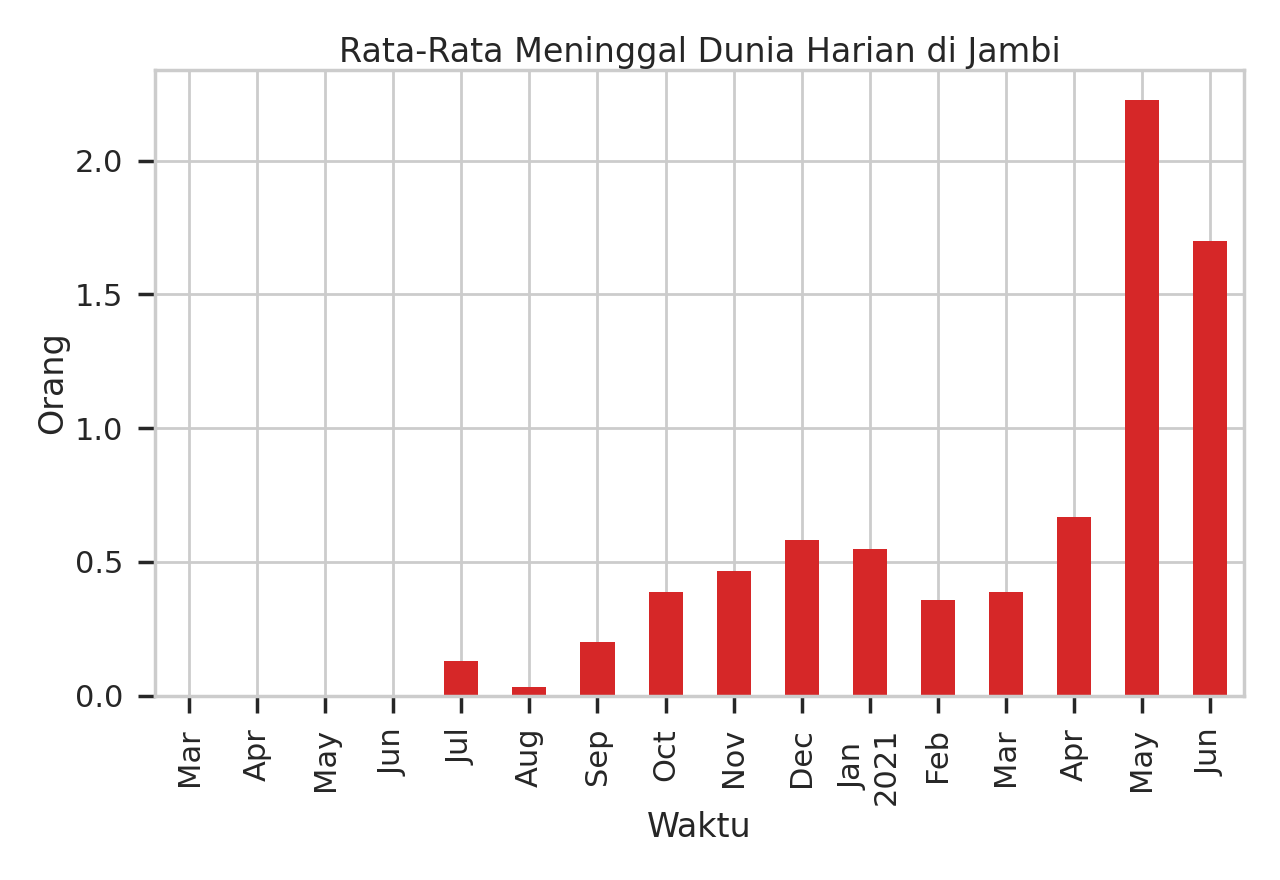 Rata-Rata Meninggal Dunia Harian di Jambi
Orang
2.0
1.5
1.0
0.5
0.0
Mar
Apr
May
Jun
Jul
Aug
Sep
Oct
Nov
Dec
Jan
2021
Feb
Mar
Apr
May
Jun
Waktu